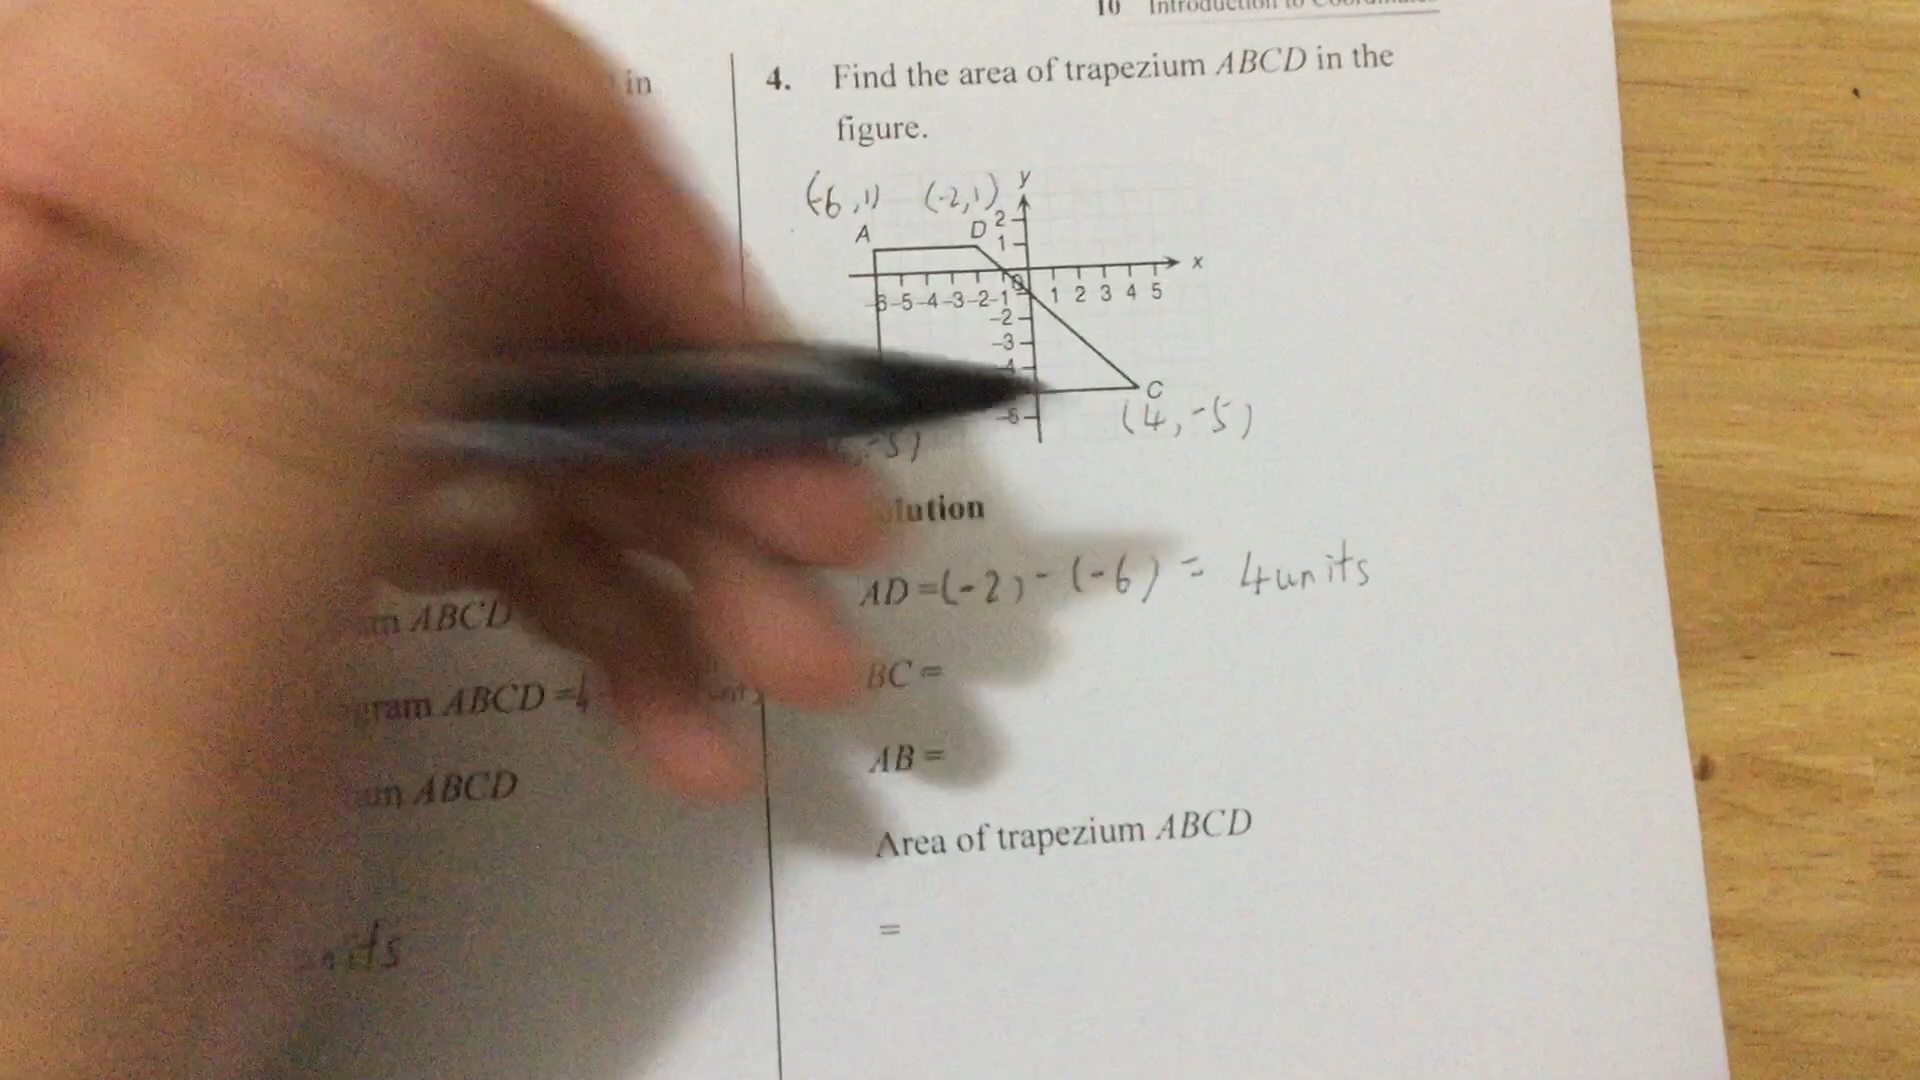 10 Introduction to Coordinates
in
4. Find the area of trapezium ABCD in the
figure.
(-6,1) (-2,1) y
A D 2
1
x
0
-6 -5 -4 -3 -2 -1 1 2 3 4 5
-2
-3
-4
C
-6 (4,-5)
-5)
lution
AD =(-2) - (-6) = 4units
ABCD
BC =
gram ABCD =4
AB =
ABCD
Area of trapezium ABCD
=